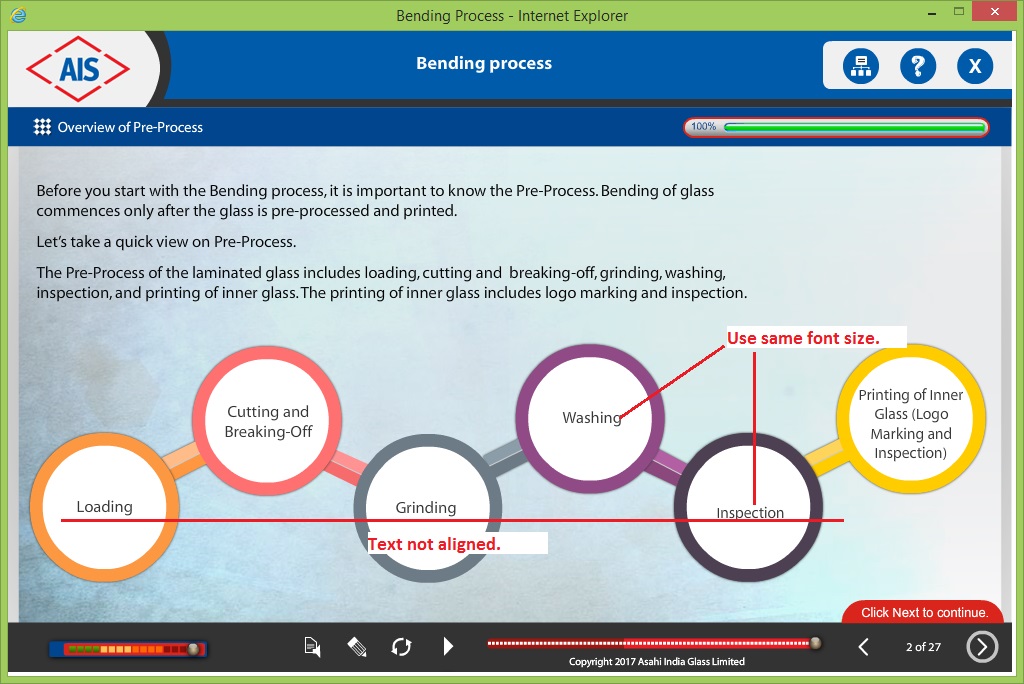 Bending Process - Internet Explorer
AIS
Bending process
? X
Overview of Pre-Process
100%
Before you start with the Bending process, it is important to know the Pre-Process. Bending of glass
commences only after the glass is pre-processed and printed.
Let's take a quick view on Pre-Process.
The Pre-Process of the laminated glass includes loading, cutting and  breaking-off, grinding, washing,
inspection, and printing of inner glass. The printing of inner glass includes logo marking and inspection.
Use same font size.
Cutting and
Breaking-Off
Washing
Printing of Inner
Glass (Logo
Marking and
Inspection)
Loading
Grinding
Inspection
Text not aligned.
Click Next to continue.
2 of 27
Copyright 2017 Asahi India Glass Limited